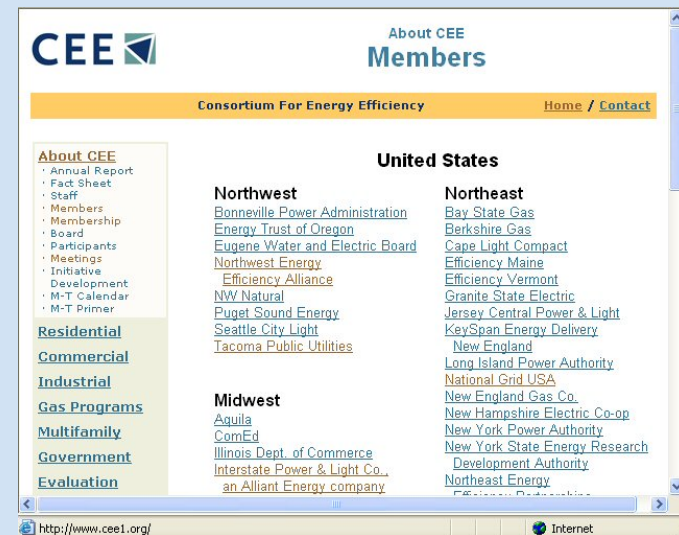 CEE
About CEE
Members
Consortium For Energy Efficiency
Home / Contact
About CEE
· Annual Report
· Fact Sheet
· Staff
· Members
· Membership
· Board
· Participants
· Meetings
· Initiative
Development
· M-T Calendar
· M-T Primer
Residential
Commercial
Industrial
Gas Programs
Multifamily
Government
Evaluation
United States
Northwest
Bonneville Power Administration
Energy Trust of Oregon
Eugene Water and Electric Board
Northwest Energy
Efficiency Alliance
NW Natural
Puget Sound Energy
Seattle City Light
Tacoma Public Utilities
Midwest
Aquila
ComEd
Illinois Dept. of Commerce
Interstate Power & Light Co.,
an Alliant Energy company
Northeast
Bay State Gas
Berkshire Gas
Cape Light Compact
Efficiency Maine
Efficiency Vermont
Granite State Electric
Jersey Central Power & Light
KeySpan Energy Delivery
New England
Long Island Power Authority
National Grid USA
New England Gas Co.
New Hampshire Electric Co-op
New York Power Authority
New York State Energy Research
Development Authority
Northeast Energy
Efficiency Partnerships
http://www.cee1.org/
Internet